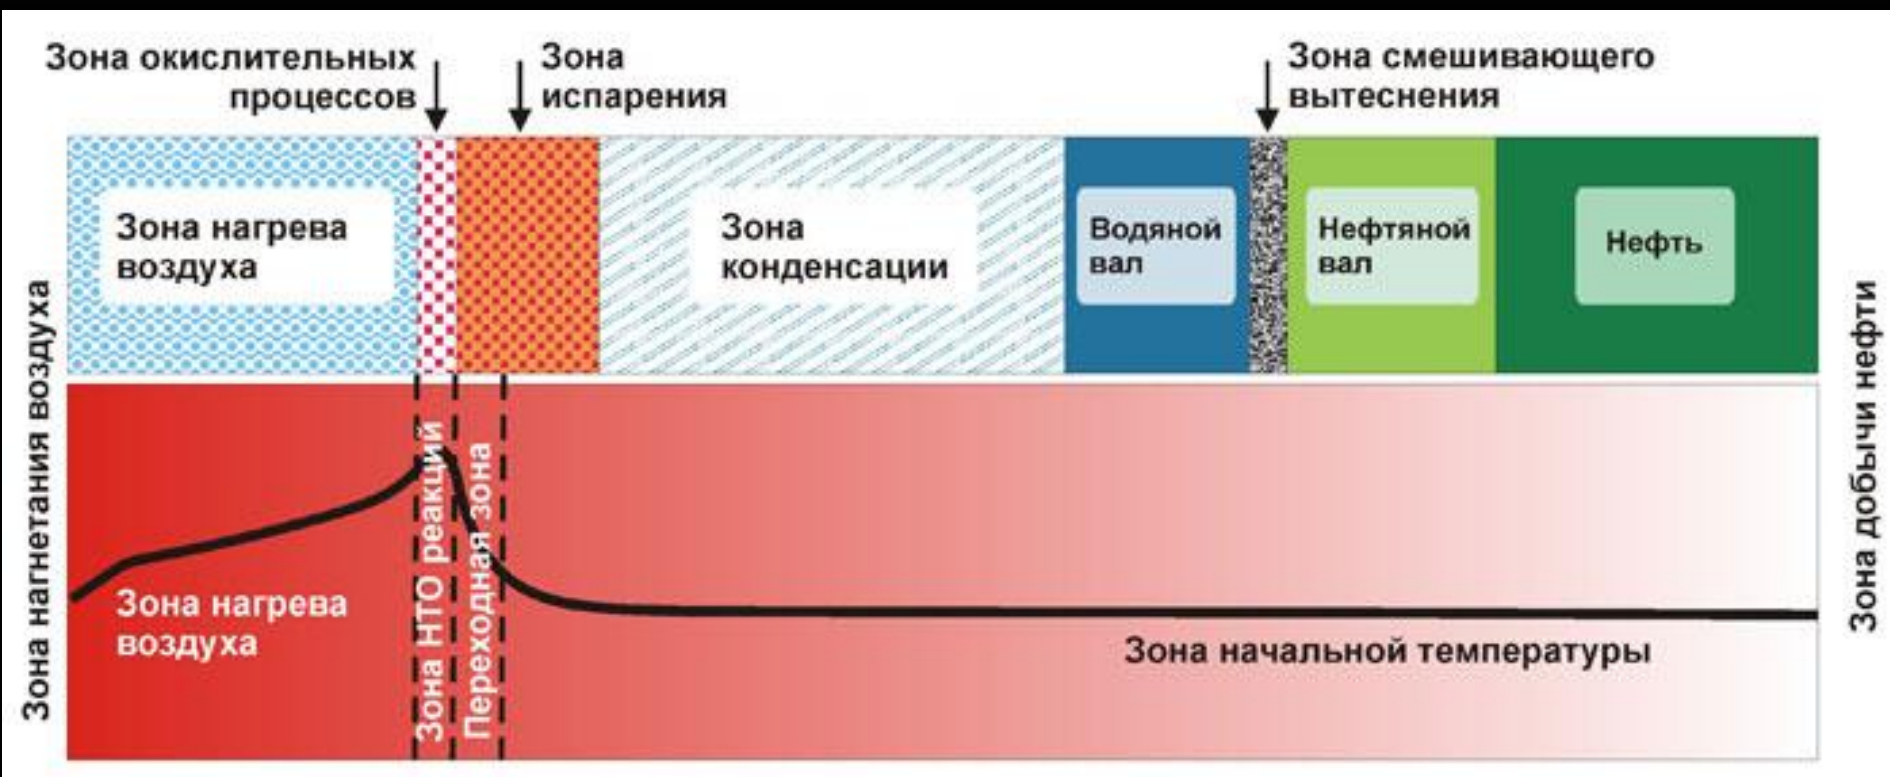 Зона окислительных
процессов
Зона
испарения
Зона смешивающего
вытеснения
Зона нагрева
воздуха
Зона
конденсации
Водяной
вал
Нефтяной
вал
Нефть
Зона нагнетания воздуха
Зона добычи нефти
Зона НТО реакций
Переходная зона
Зона нагрева
воздуха
Зона начальной температуры